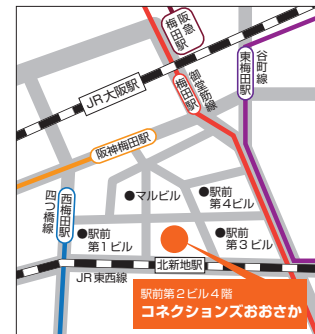 阪急
梅田駅
JR大阪駅
御堂筋線
梅田駅
谷町線
東梅田駅
阪神梅田駅
西梅田駅
四つ橋線
●マルビル
●駅前
第4ビル
●駅前
第1ビル
●駅前
第3ビル
北新地駅
JR東西線
駅前第2ビル4階
コネクションズおおさか